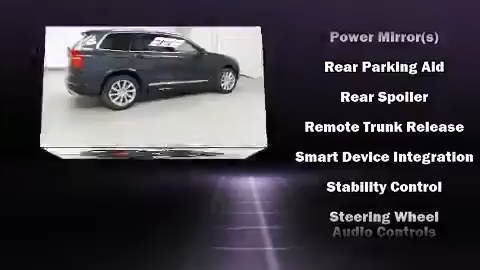 Power Mirror(s)
Rear Parking Aid
Rear Spoiler
Remote Trunk Release
Smart Device Integration
Stability Control
Steering Wheel
Audio Controls